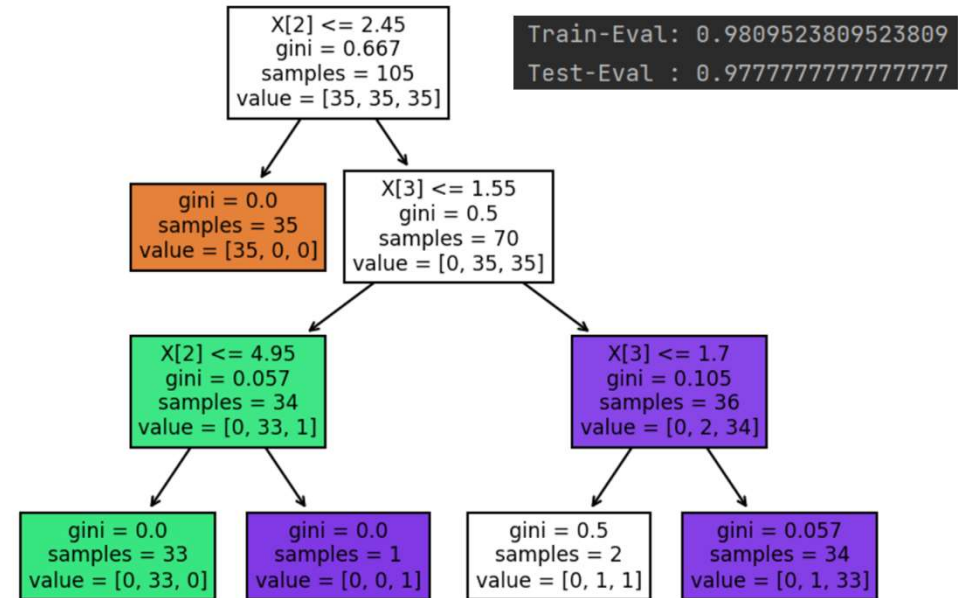 X[2] <= 2.45
gini = 0.667
samples = 105
value = [35, 35, 35]
Train-Eval: 0.9809523809523809
Test-Eval : 0.9777777777777777
gini = 0.0
samples = 35
value = [35, 0, 0]
X[3] <= 1.55
gini = 0.5
samples = 70
value = [0, 35, 35]
X[2] <= 4.95
gini = 0.057
samples = 34
value = [0, 33, 1]
X[3] <= 1.7
gini = 0.105
samples = 36
value = [0, 2, 34]
gini = 0.0
samples = 33
value = [0, 33, 0]
gini = 0.0
samples = 1
value = [0, 0, 1]
gini = 0.5
samples = 2
value = [0, 1, 1]
gini = 0.057
samples = 34
value = [0, 1, 33]